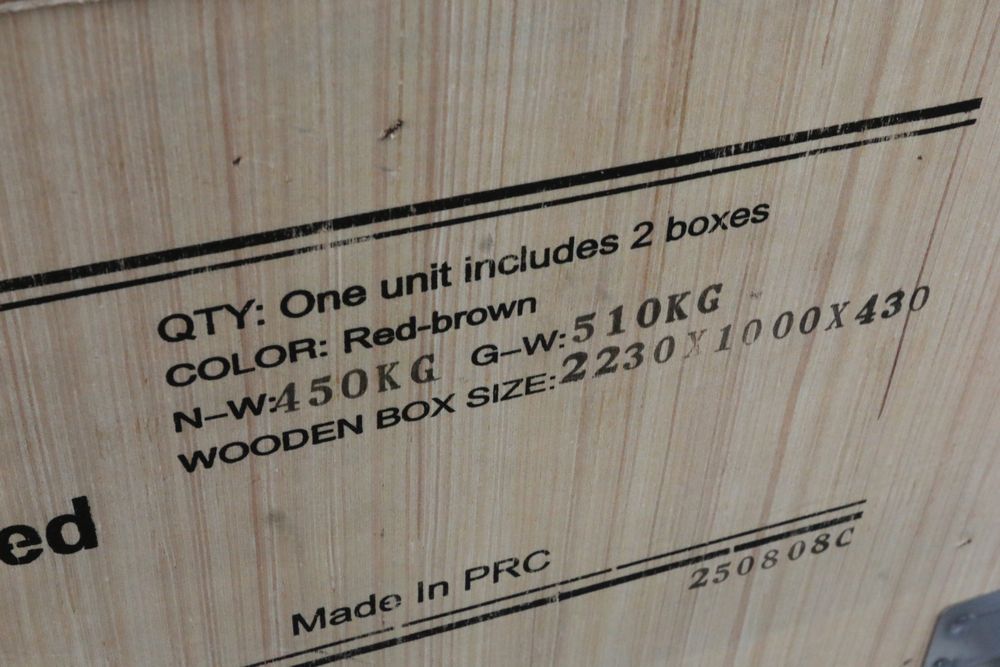 QTY: One unit includes 2 boxes
COLOR: Red-brown
N-W:450KG G-W:510KG
WOODEN BOX SIZE:2230X1000X430
ed
Made In PRC
250808C